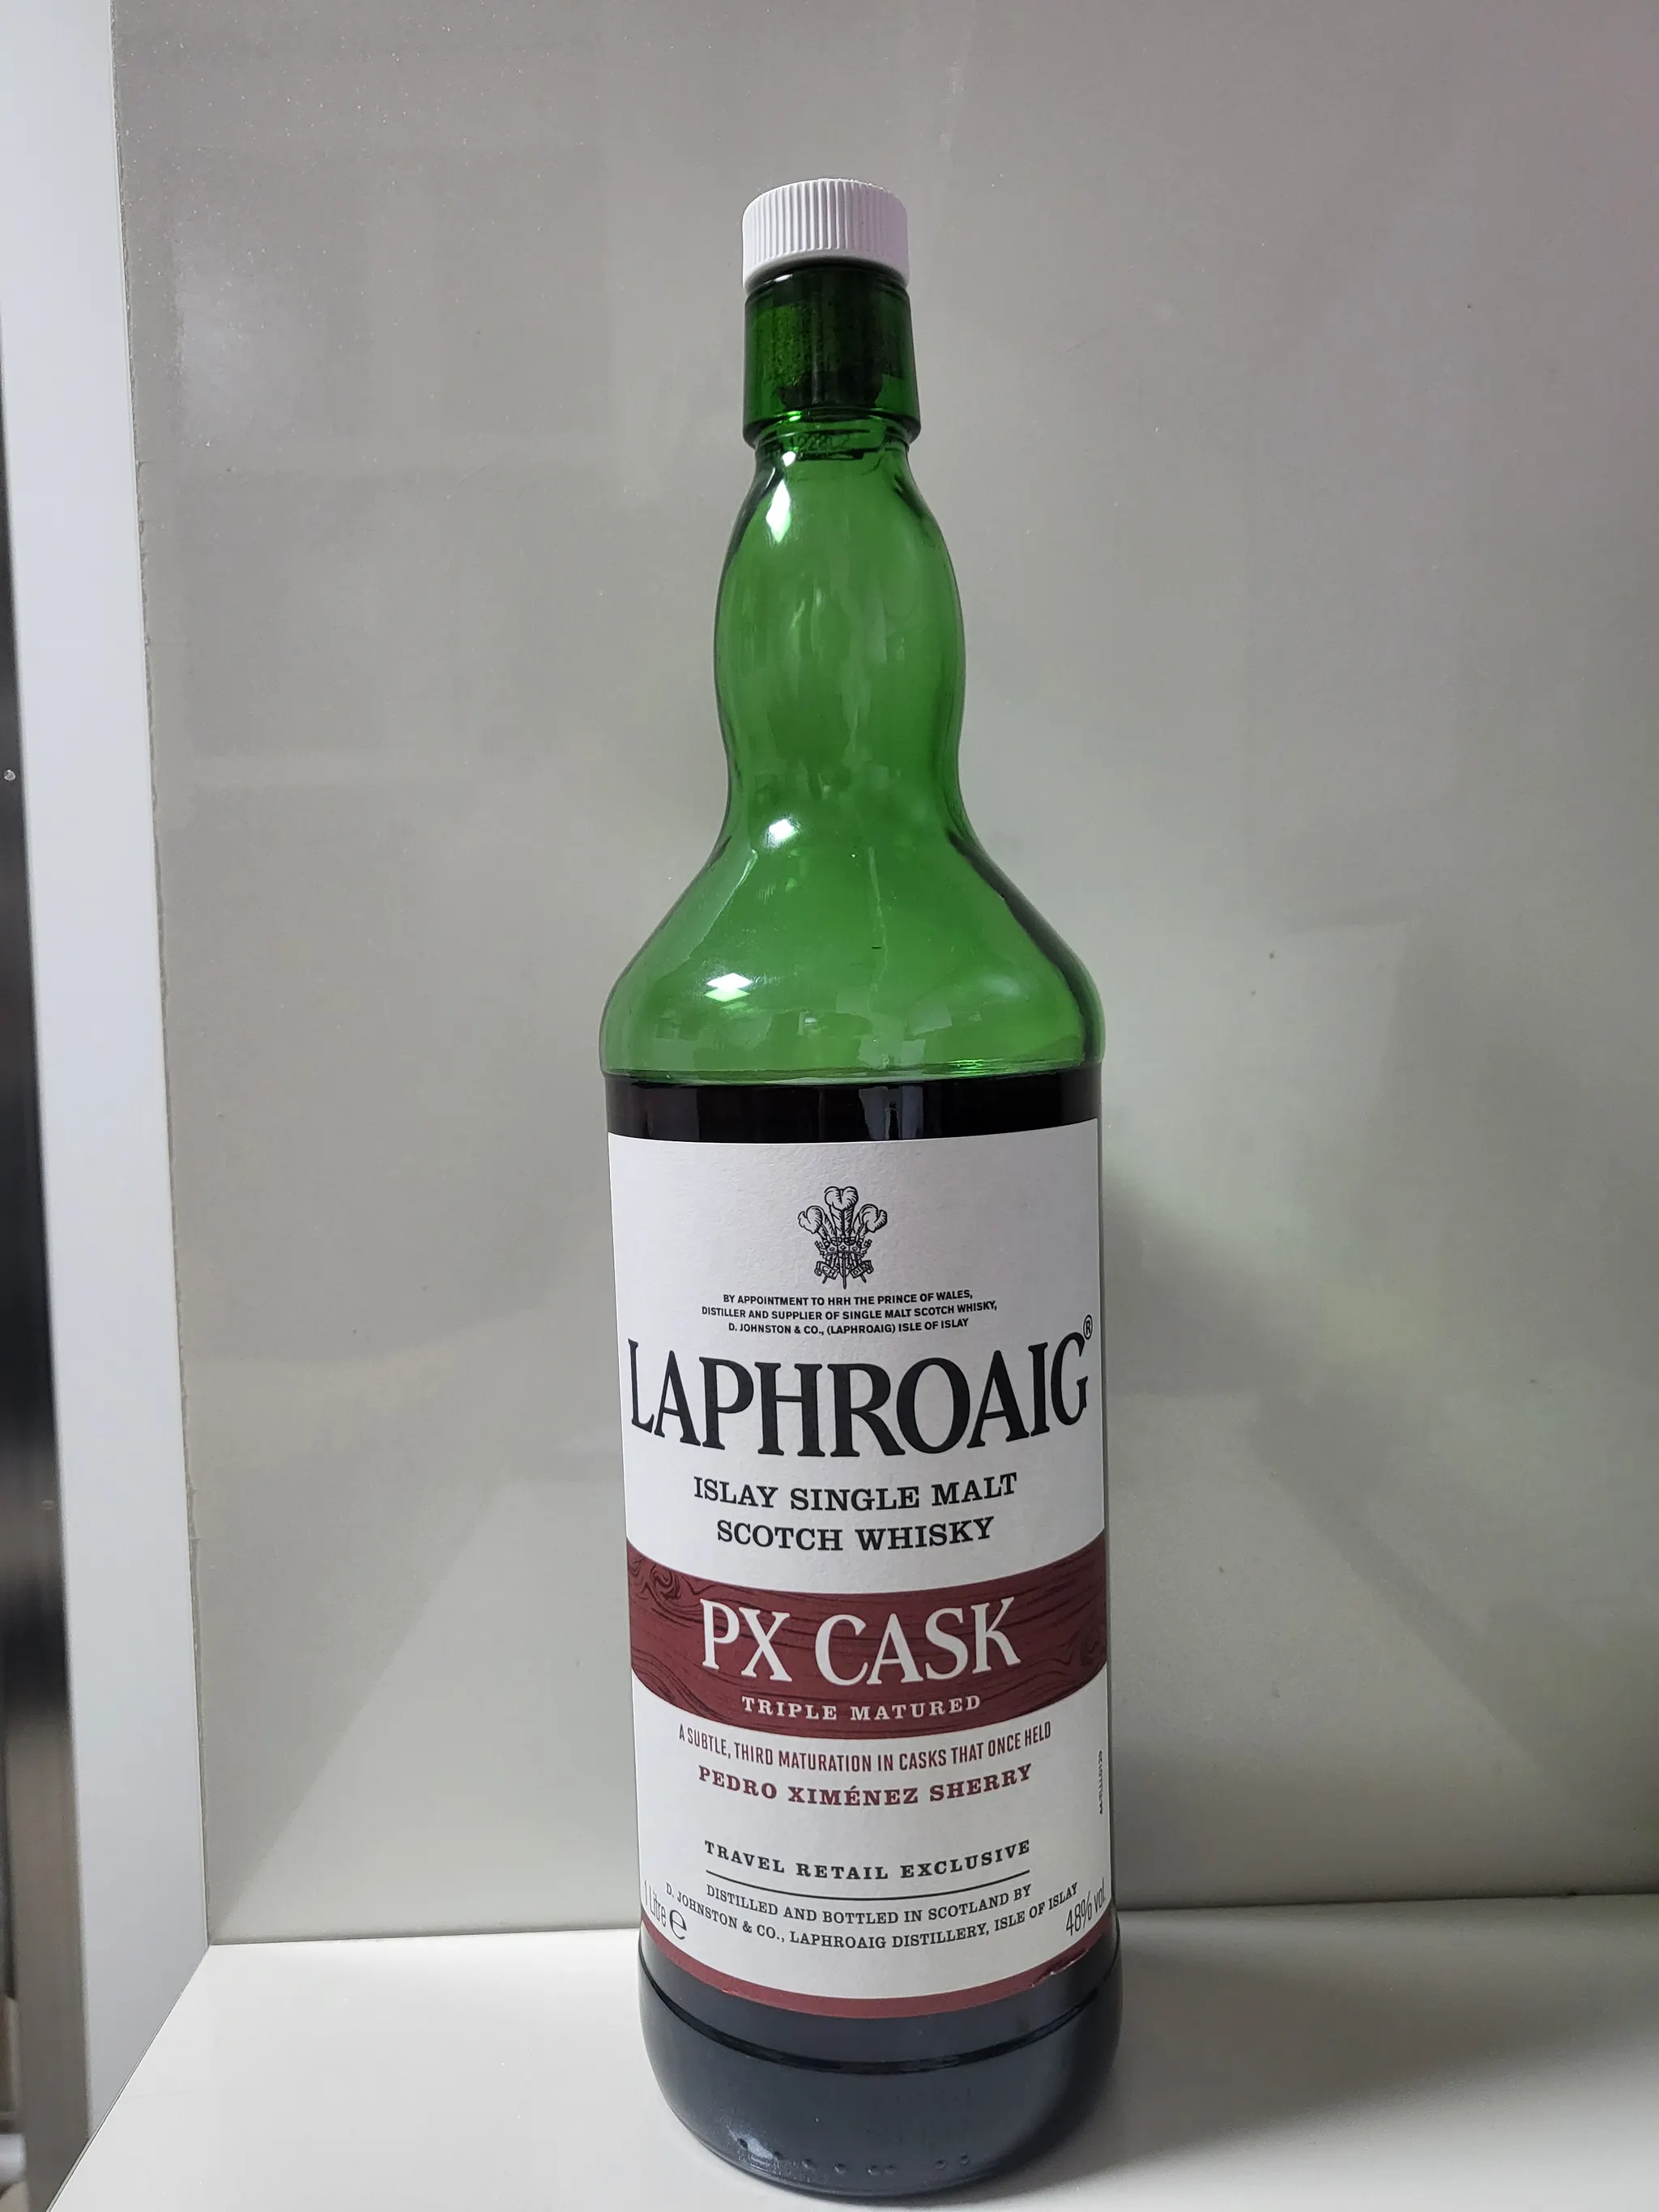 BY APPOINTMENT TO HRH THE PRINCE OF WALES,
DISTILLER AND SUPPLIER OF SINGLE MALT SCOTCH WHISKY,
D. JOHNSTON & CO., (LAPHROAIG) ISLE OF ISLAY
LAPHROAIG®
ISLAY SINGLE MALT
SCOTCH WHISKY
PX CASK
TRIPLE MATURED
A SUBTLE, THIRD MATURATION IN CASKS THAT ONCE HELD
PEDRO XIMÉNEZ SHERRY
TRAVEL RETAIL EXCLUSIVE
DISTILLED AND BOTTLED IN SCOTLAND BY
D. JOHNSTON & CO., LAPHROAIG DISTILLERY, ISLE OF ISLAY
1 Litre ℮
48% vol.